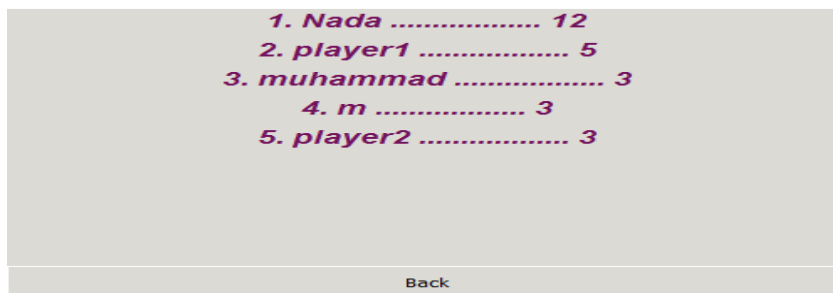 1. Nada .................. 12
2. player1 .................. 5
3. muhammad .................. 3
4. m .................. 3
5. player2 .................. 3
Back